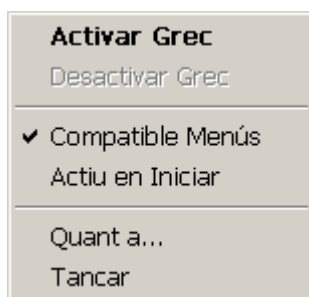 Activar Grec
Desactivar Grec
Compatible Menús
Actiu en Iniciar
Quant a...
Tancar